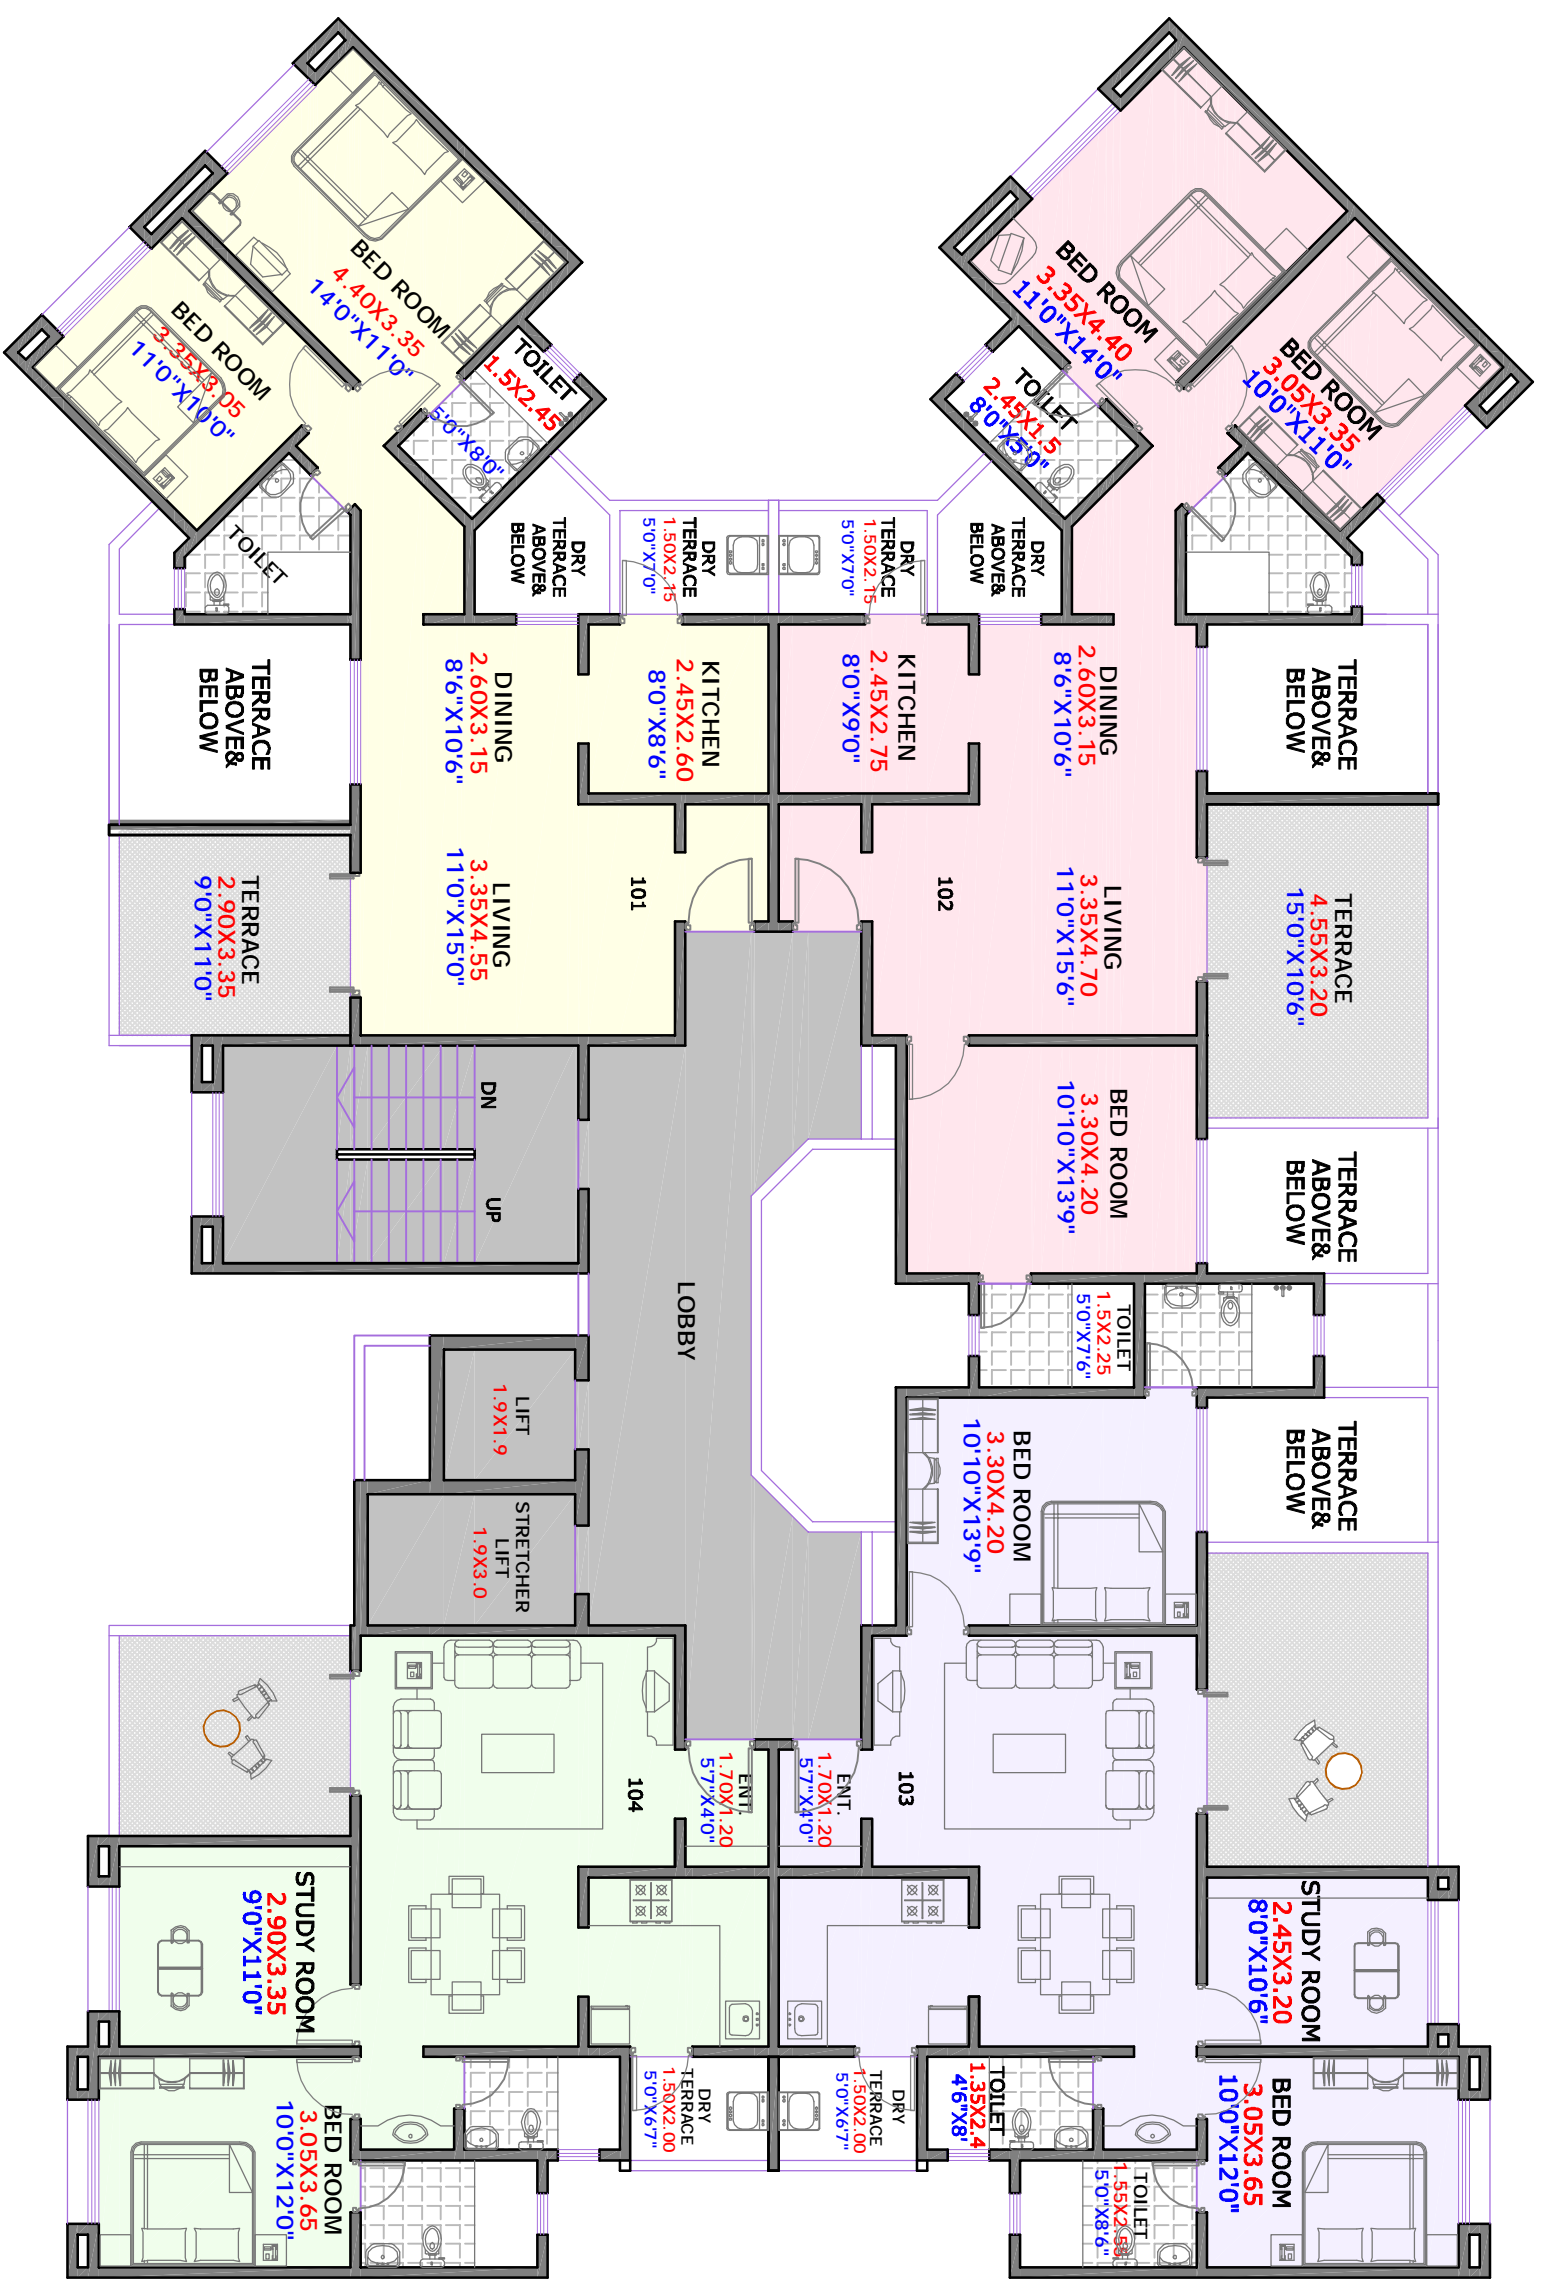 BED ROOM
4.40X3.35
14'0"X11'0"
BED ROOM
3.35X3.05
11'0"X10'0"
TOILET
1.5X2.45
5'0"X8'0"
TOILET
BED ROOM
3.35X4.40
11'0"X14'0"
BED ROOM
3.05X3.35
10'0"X11'0"
TOILET
2.45X1.5
8'0"X5'0"
DRY
TERRACE
ABOVE&
BELOW
DRY
TERRACE
1.50X2.15
5'0"X7'0"
DRY
TERRACE
1.50X2.15
5'0"X7'0"
DRY
TERRACE
ABOVE&
BELOW
TERRACE
ABOVE&
BELOW
DINING
2.60X3.15
8'6"X10'6"
KITCHEN
2.45X2.60
8'0"X8'6"
KITCHEN
2.45X2.75
8'0"X9'0"
DINING
2.60X3.15
8'6"X10'6"
TERRACE
ABOVE&
BELOW
TERRACE
2.90X3.35
9'0"X11'0"
LIVING
3.35X4.55
11'0"X15'0"
101
102
LIVING
3.35X4.70
11'0"X15'6"
TERRACE
4.55X3.20
15'0"X10'6"
DN
UP
BED ROOM
3.30X4.20
10'10"X13'9"
TERRACE
ABOVE&
BELOW
LOBBY
TOILET
1.5X2.25
5'0"X7'6"
LIFT
1.9X1.9
STRETCHER
LIFT
1.9X3.0
BED ROOM
3.30X4.20
10'10"X13'9"
TERRACE
ABOVE&
BELOW
104
ENT.
1.70X1.20
5'7"X4'0"
ENT.
1.70X1.20
5'7"X4'0"
103
STUDY ROOM
2.90X3.35
9'0"X11'0"
STUDY ROOM
2.45X3.20
8'0"X10'6"
BED ROOM
3.05X3.65
10'0"X12'0"
DRY
TERRACE
1.50X2.00
5'0"X6'7"
DRY
TERRACE
1.50X2.00
5'0"X6'7"
TOILET
1.35X2.4
4'6"X8'
BED ROOM
3.05X3.65
10'0"X12'0"
TOILET
5'0"X8'6"